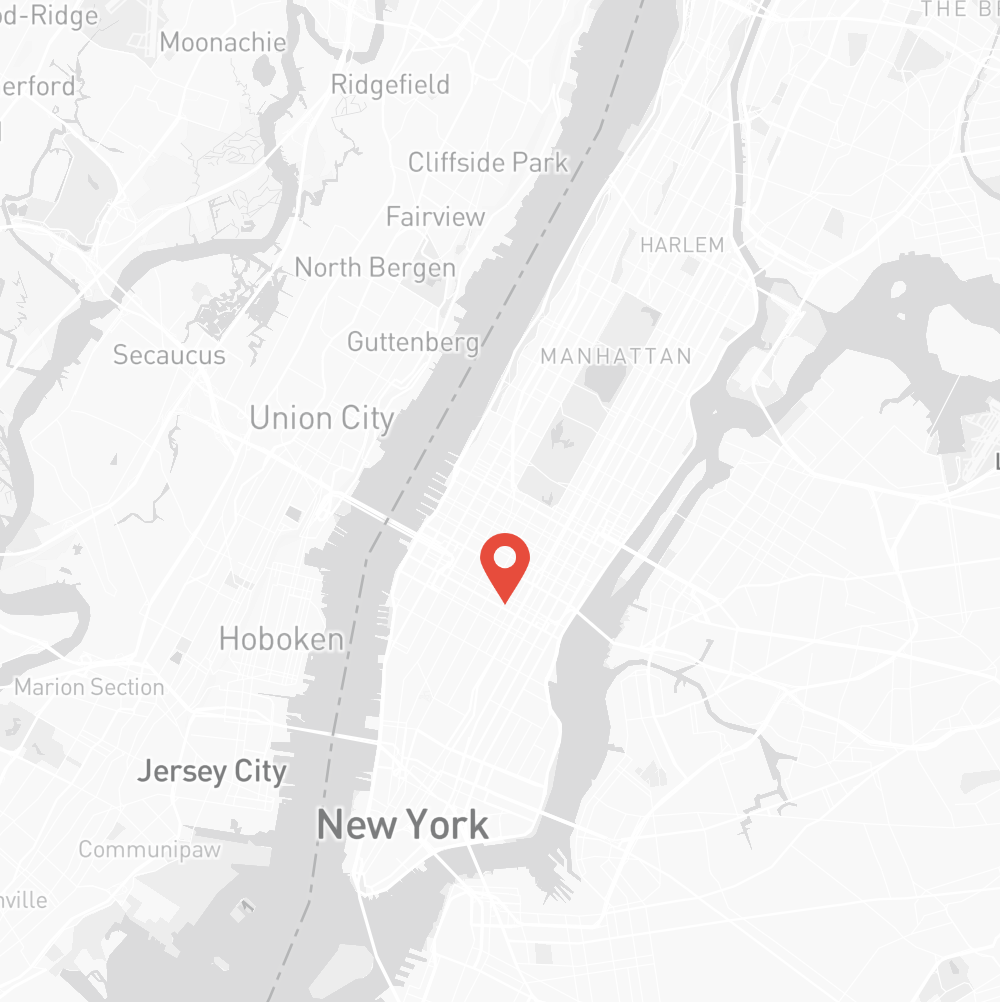 THE B
od-Ridge
Moonachie
erford
Ridgefield
Cliffside Park
Fairview
HARLEM
North Bergen
Guttenberg
Secaucus
MANHATTAN
Union City
L
Hoboken
Marion Section
Jersey City
New York
Communipaw
nville